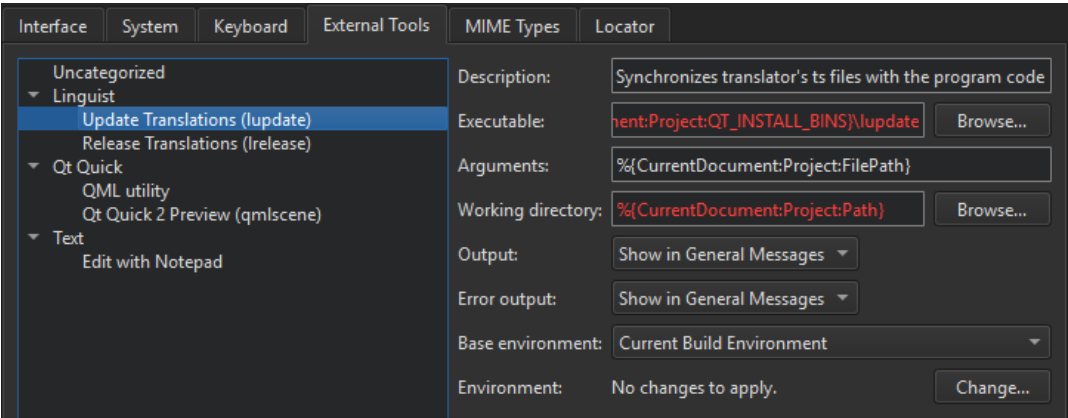 Interface System Keyboard External Tools MIME Types Locator
Uncategorized
Linguist
Update Translations (lupdate)
Release Translations (lrelease)
Qt Quick
QML utility
Qt Quick 2 Preview (qmlscene)
Text
Edit with Notepad
Description: Synchronizes translator's ts files with the program code
Executable: ment:Project:QT_INSTALL_BINS}\lupdate Browse...
Arguments: %{CurrentDocument:Project:FilePath}
Working directory: %{CurrentDocument:Project:Path} Browse...
Output: Show in General Messages
Error output: Show in General Messages
Base environment: Current Build Environment
Environment: No changes to apply. Change...